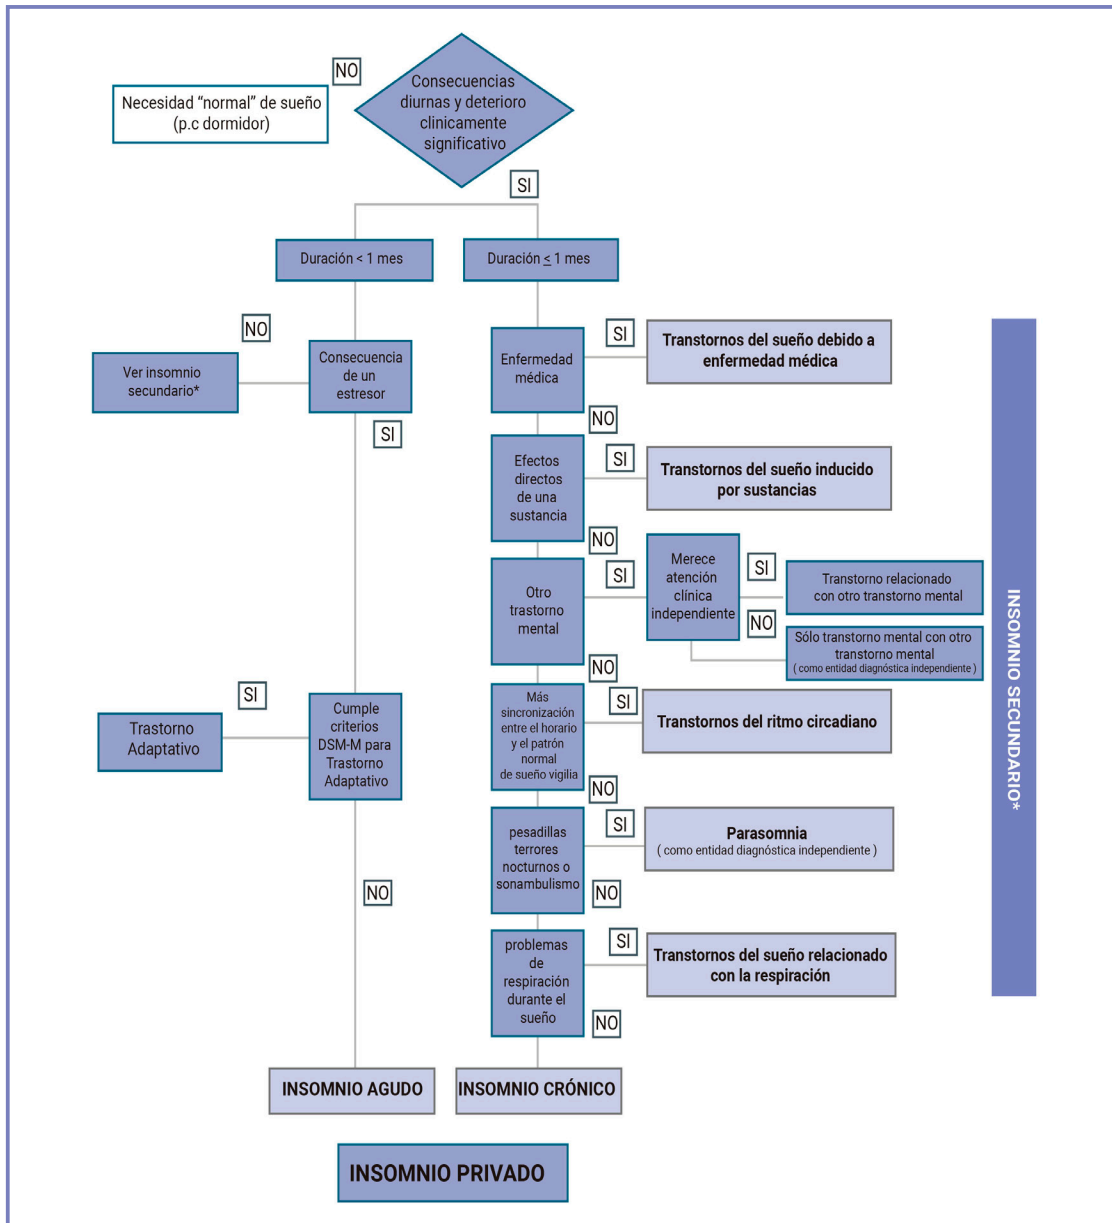 NO
Consecuencias
diurnas y deterioro
clinicamente
significativo
Necesidad “normal” de sueño
(p.c dormidor)
SI
Duración < 1 mes
Duración ≤ 1 mes
NO
SI
Ver insomnio
secundario*
Consecuencia
de un
estresor
Enfermedad
médica
Transtornos del sueño debido a
enfermedad médica
SI
NO
Efectos
directos
de una
sustancia
SI
Transtornos del sueño inducido
por sustancias
NO
Otro
trastorno
mental
SI
Merece
atención
clínica
independiente
SI
Transtorno relacionado
con otro transtorno mental
NO
Sólo transtorno mental con otro
transtorno mental
( como entidad diagnóstica independiente )
INSOMNIO SECUNDARIO*
NO
SI
Trastorno
Adaptativo
Cumple
criterios
DSM-M para
Trastorno
Adaptativo
Más
sincronización
entre el horario
y el patrón
normal
de sueño vigilia
SI
Transtornos del ritmo circadiano
NO
pesadillas
terrores
nocturnos o
sonambulismo
SI
Parasomnia
( como entidad diagnóstica independiente )
NO
NO
problemas
de
respiración
durante el
sueño
SI
Transtornos del sueño relacionado
con la respiración
NO
INSOMNIO AGUDO
INSOMNIO CRÓNICO
INSOMNIO PRIVADO